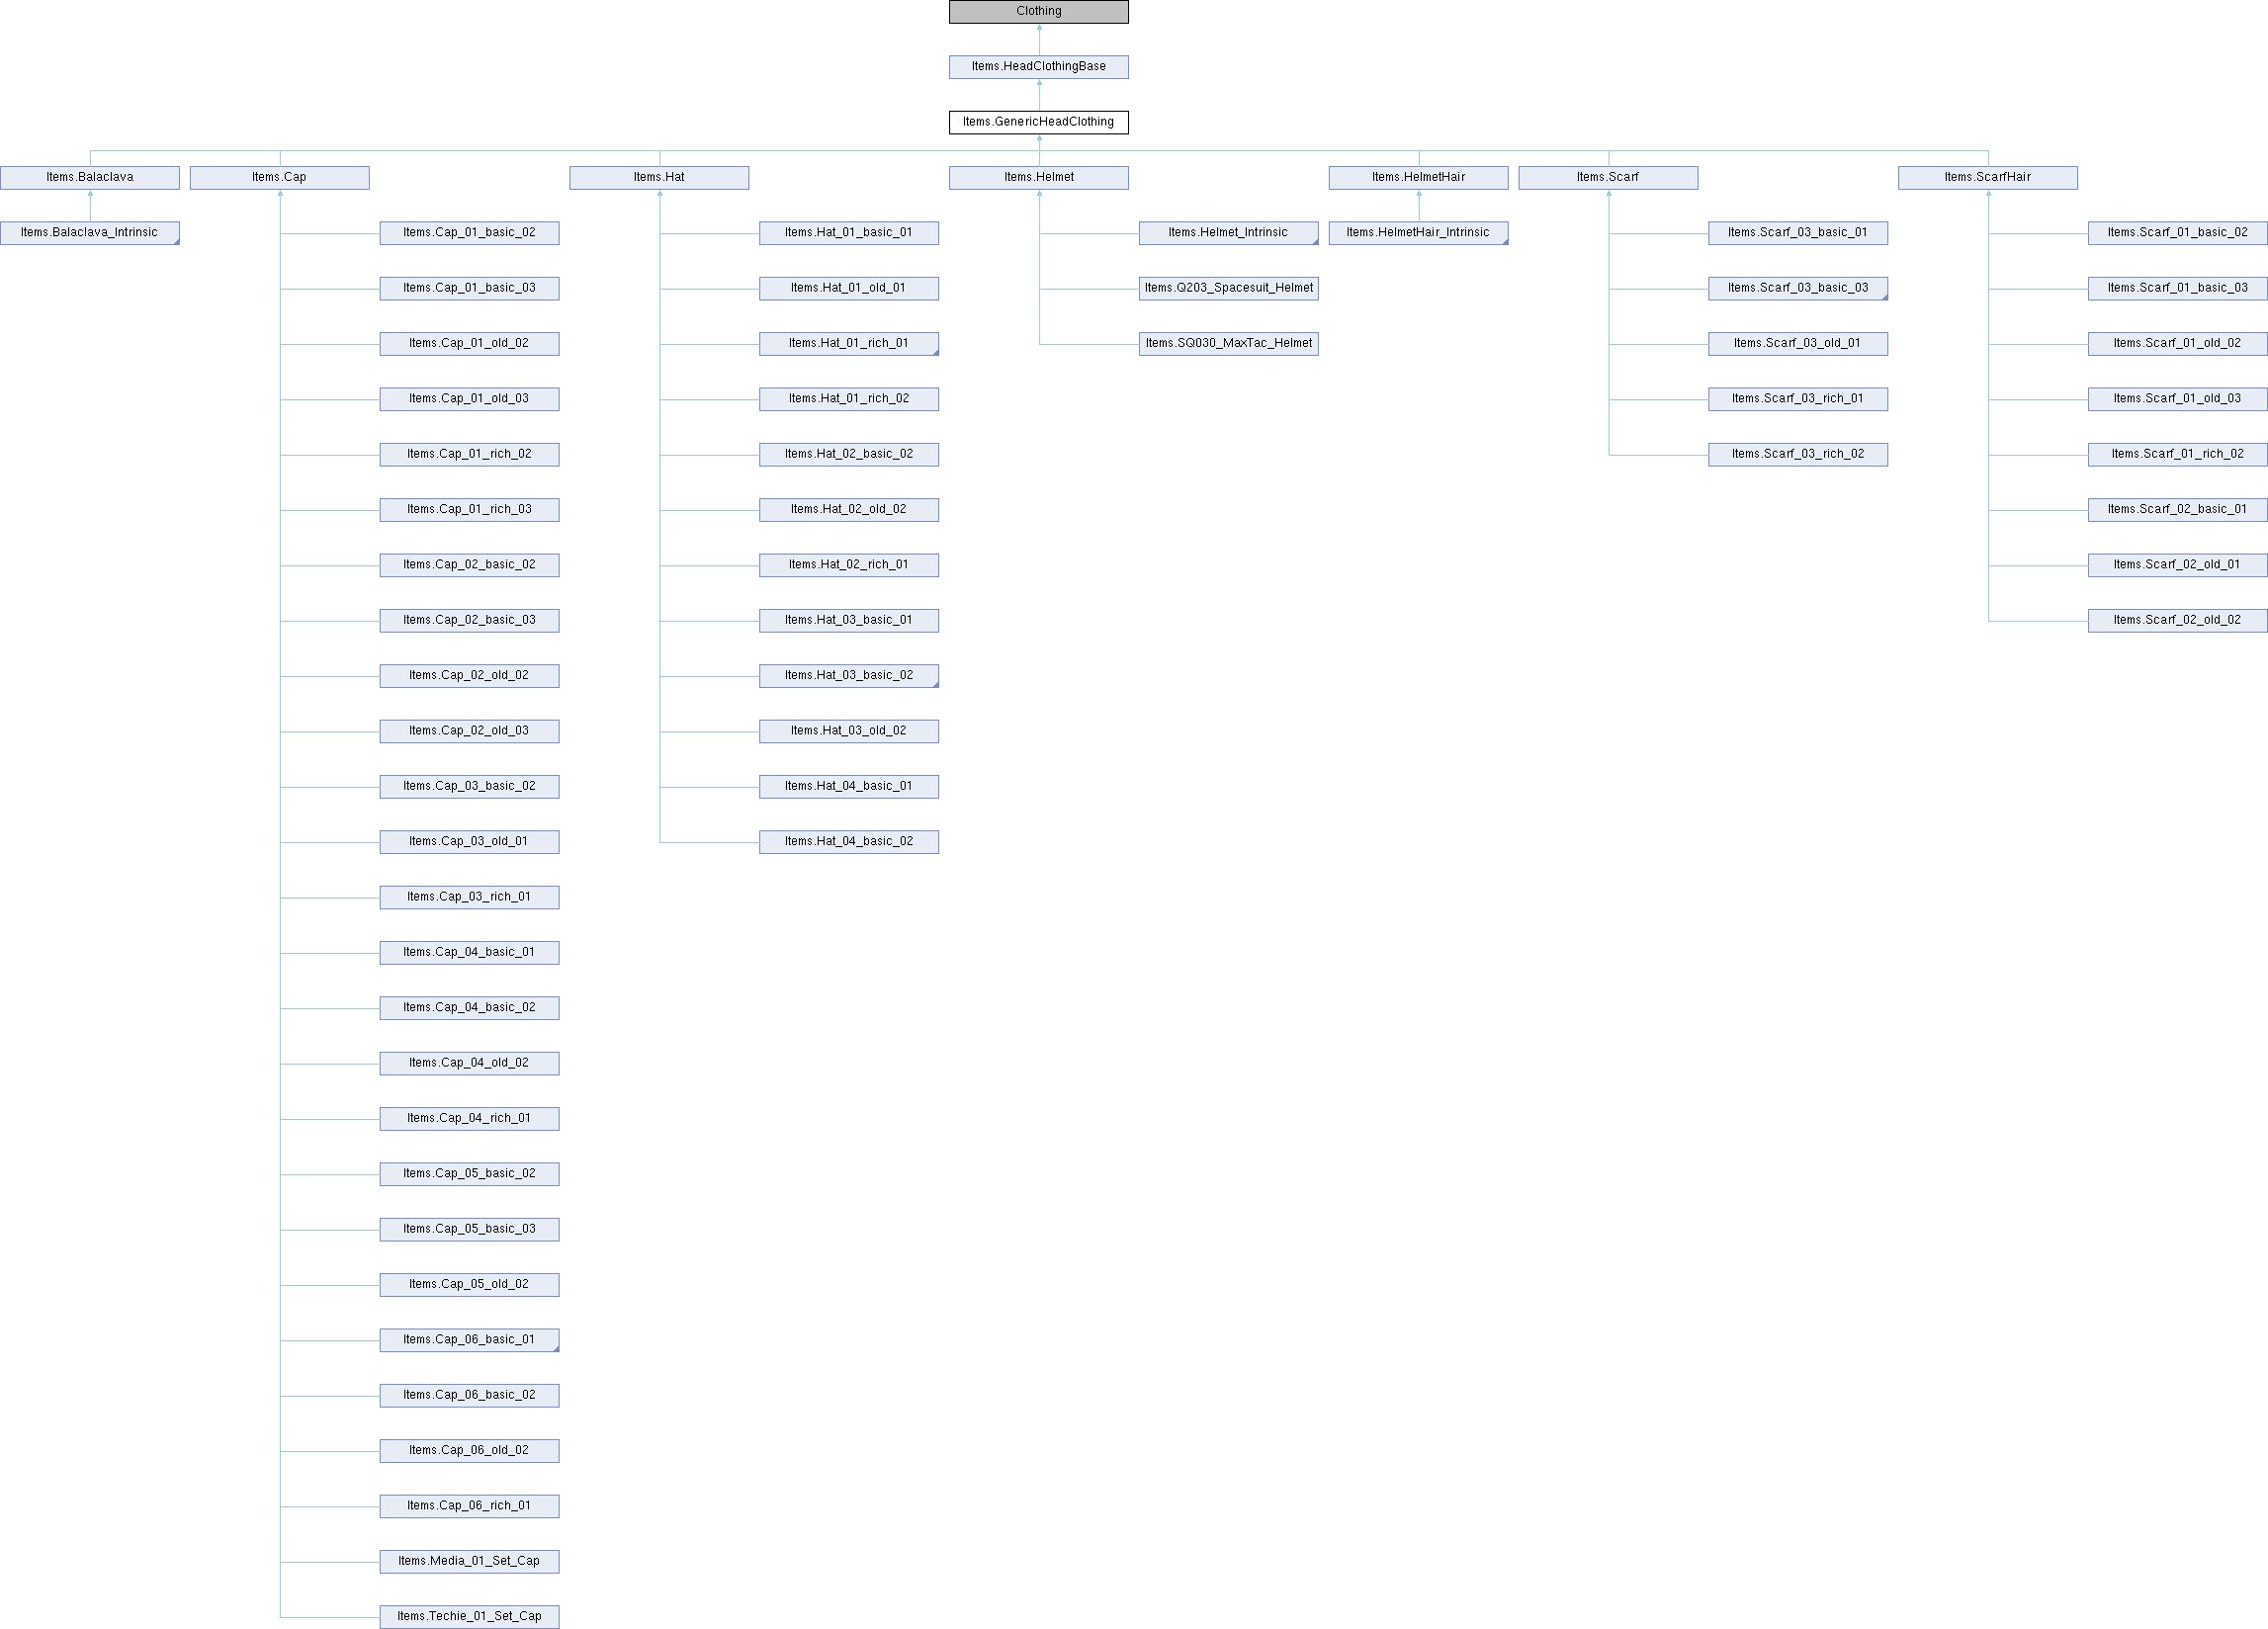 Clothing
Items.HeadClothingBase
Items.GenericHeadClothing
Items.Balaclava
Items.Cap
Items.Hat
Items.Helmet
Items.HelmetHair
Items.Scarf
Items.ScarfHair
Items.Balaclava_Intrinsic
Items.Cap_01_basic_02
Items.Hat_01_basic_01
Items.Helmet_Intrinsic
Items.HelmetHair_Intrinsic
Items.Scarf_03_basic_01
Items.Scarf_01_basic_02
Items.Cap_01_basic_03
Items.Hat_01_old_01
Items.Q203_Spacesuit_Helmet
Items.Scarf_03_basic_03
Items.Scarf_01_basic_03
Items.Cap_01_old_02
Items.Hat_01_rich_01
Items.SQ030_MaxTac_Helmet
Items.Scarf_03_old_01
Items.Scarf_01_old_02
Items.Cap_01_old_03
Items.Hat_01_rich_02
Items.Scarf_03_rich_01
Items.Scarf_01_old_03
Items.Cap_01_rich_02
Items.Hat_02_basic_02
Items.Scarf_03_rich_02
Items.Scarf_01_rich_02
Items.Cap_01_rich_03
Items.Hat_02_old_02
Items.Scarf_02_basic_01
Items.Cap_02_basic_02
Items.Hat_02_rich_01
Items.Scarf_02_old_01
Items.Cap_02_basic_03
Items.Hat_03_basic_01
Items.Scarf_02_old_02
Items.Cap_02_old_02
Items.Hat_03_basic_02
Items.Cap_02_old_03
Items.Hat_03_old_02
Items.Cap_03_basic_02
Items.Hat_04_basic_01
Items.Cap_03_old_01
Items.Hat_04_basic_02
Items.Cap_03_rich_01
Items.Cap_04_basic_01
Items.Cap_04_basic_02
Items.Cap_04_old_02
Items.Cap_04_rich_01
Items.Cap_05_basic_02
Items.Cap_05_basic_03
Items.Cap_05_old_02
Items.Cap_06_basic_01
Items.Cap_06_basic_02
Items.Cap_06_old_02
Items.Cap_06_rich_01
Items.Media_01_Set_Cap
Items.Techie_01_Set_Cap